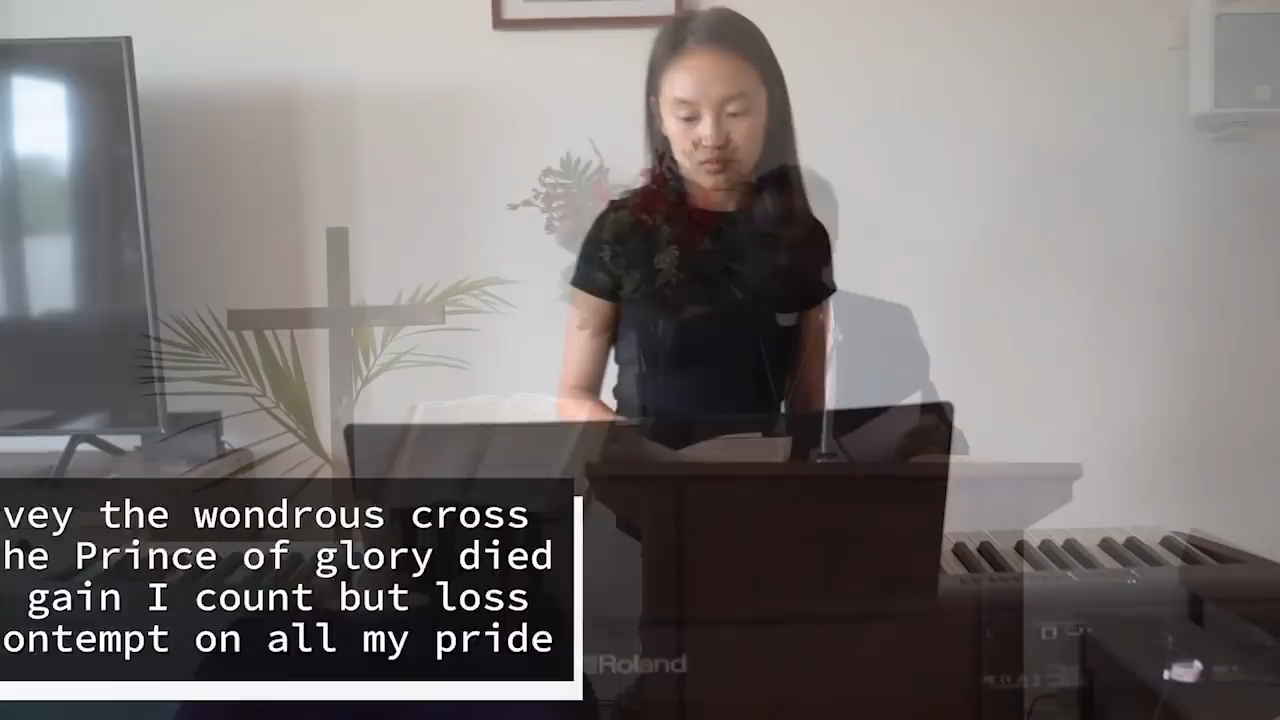 vey the wondrous cross
he Prince of glory died
gain I count but loss
ontempt on all my pride
Roland